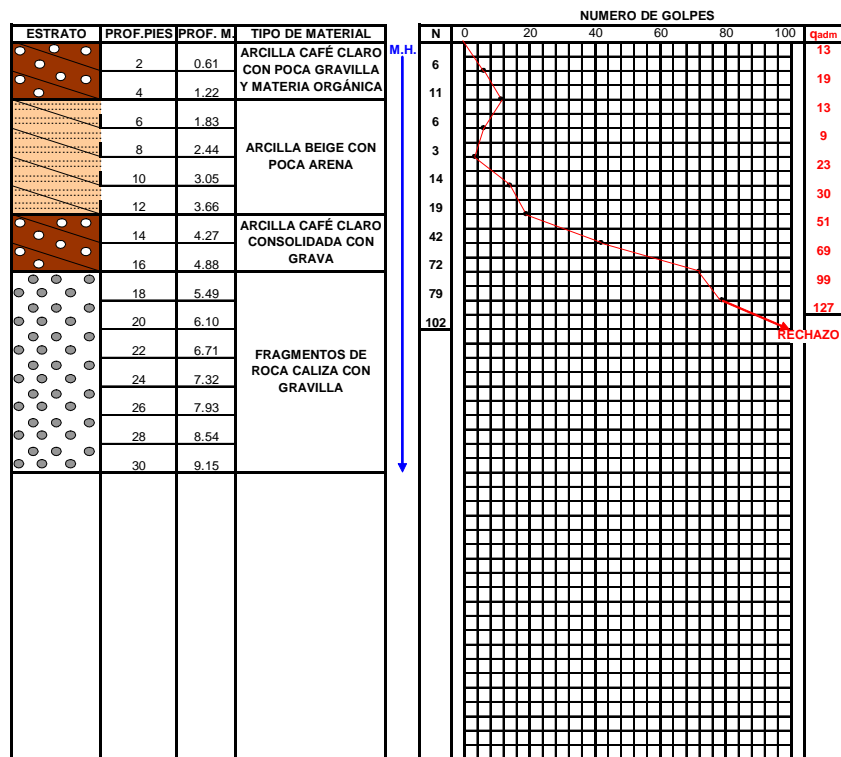 NUMERO DE GOLPES
ESTRATO PROF.PIES PROF. M. TIPO DE MATERIAL M.H. N 0 20 40 60 80 100 qadm
ARCILLA CAFÉ CLARO
CON POCA GRAVILLA
Y MATERIA ORGÁNICA
2 0.61
4 1.22
ARCILLA BEIGE CON
POCA ARENA
6 1.83
8 2.44
10 3.05
12 3.66
ARCILLA CAFÉ CLARO
CONSOLIDADA CON
GRAVA
14 4.27
16 4.88
FRAGMENTOS DE
ROCA CALIZA CON
GRAVILLA
18 5.49
20 6.10
22 6.71
24 7.32
26 7.93
28 8.54
30 9.15
6
11
6
3
14
19
42
72
79
102
13
19
13
9
23
30
51
69
99
127
RECHAZO